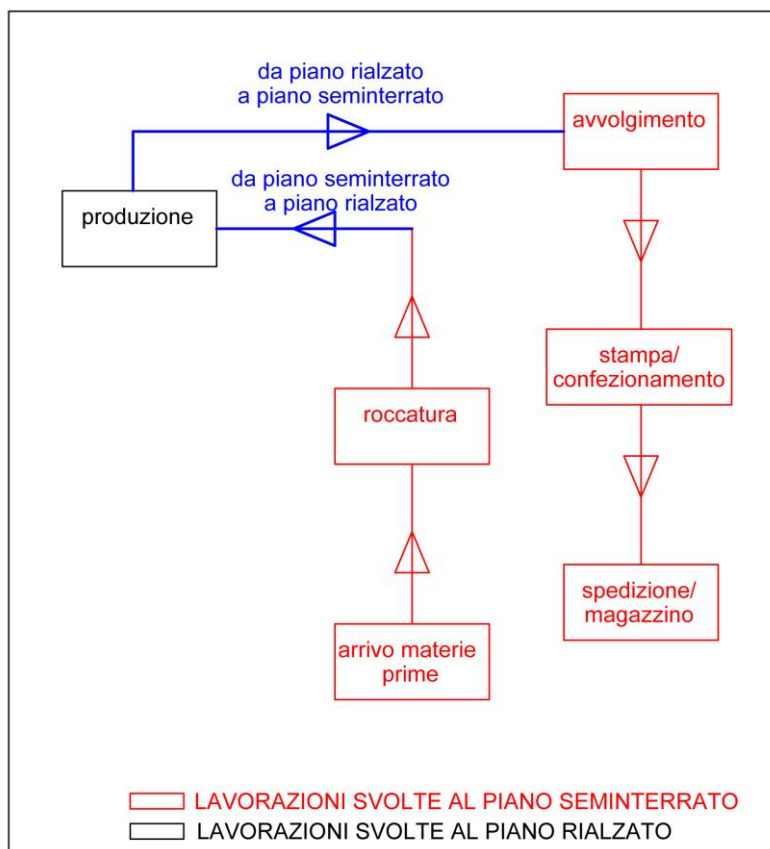 da piano rialzato
a piano seminterrato
avvolgimento
da piano seminterrato
a piano rialzato
produzione
stampa/
confezionamento
roccatura
spedizione/
magazzino
arrivo materie
prime
LAVORAZIONI SVOLTE AL PIANO SEMINTERRATO
LAVORAZIONI SVOLTE AL PIANO RIALZATO